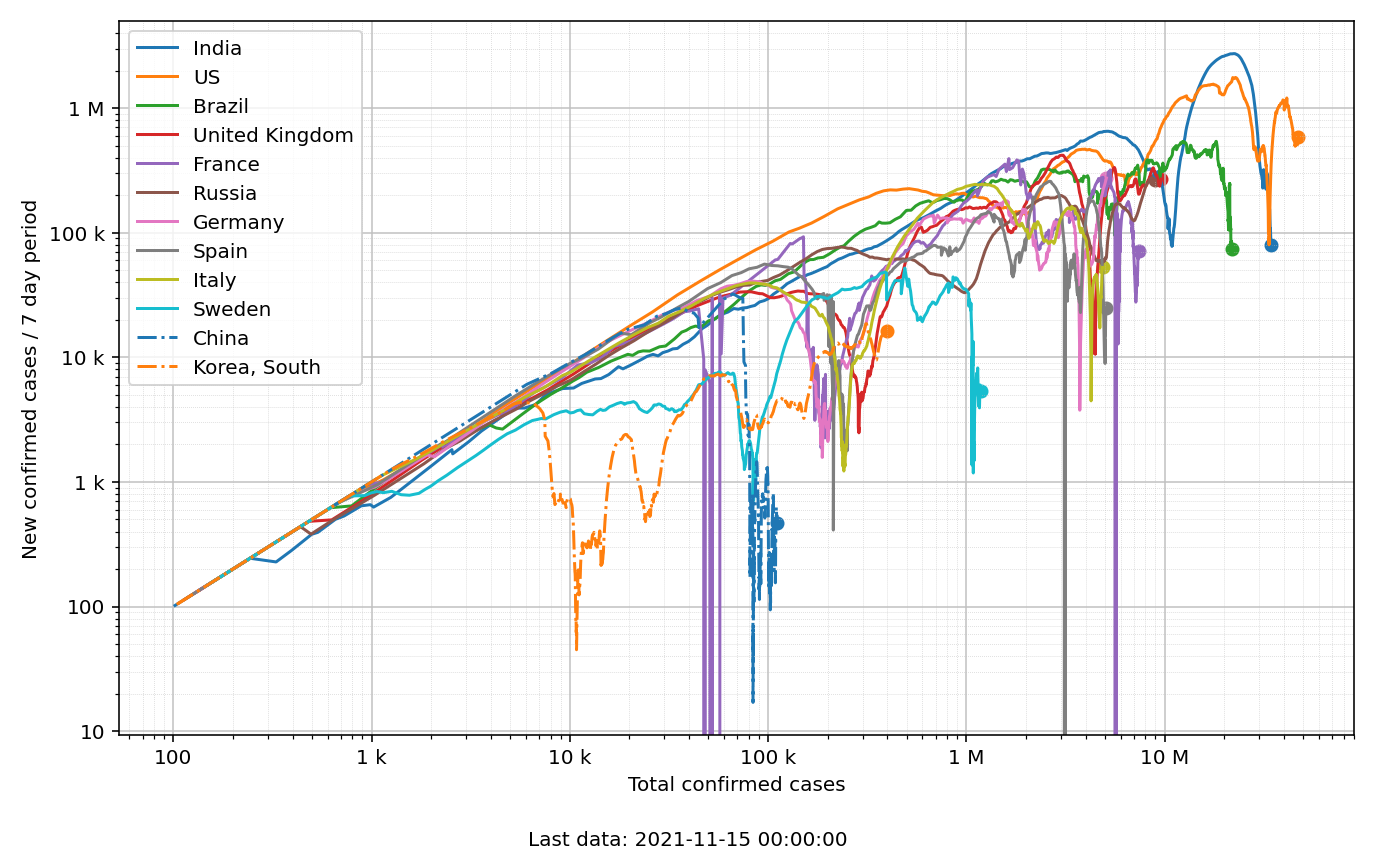 India
US
Brazil
United Kingdom
France
Russia
Germany
Spain
Italy
Sweden
China
Korea, South
New confirmed cases / 7 day period
1 M
100 k
10 k
1 k
100
10
100
1 k
10 k
100 k
1 M
10 M
Total confirmed cases
Last data: 2021-11-15 00:00:00